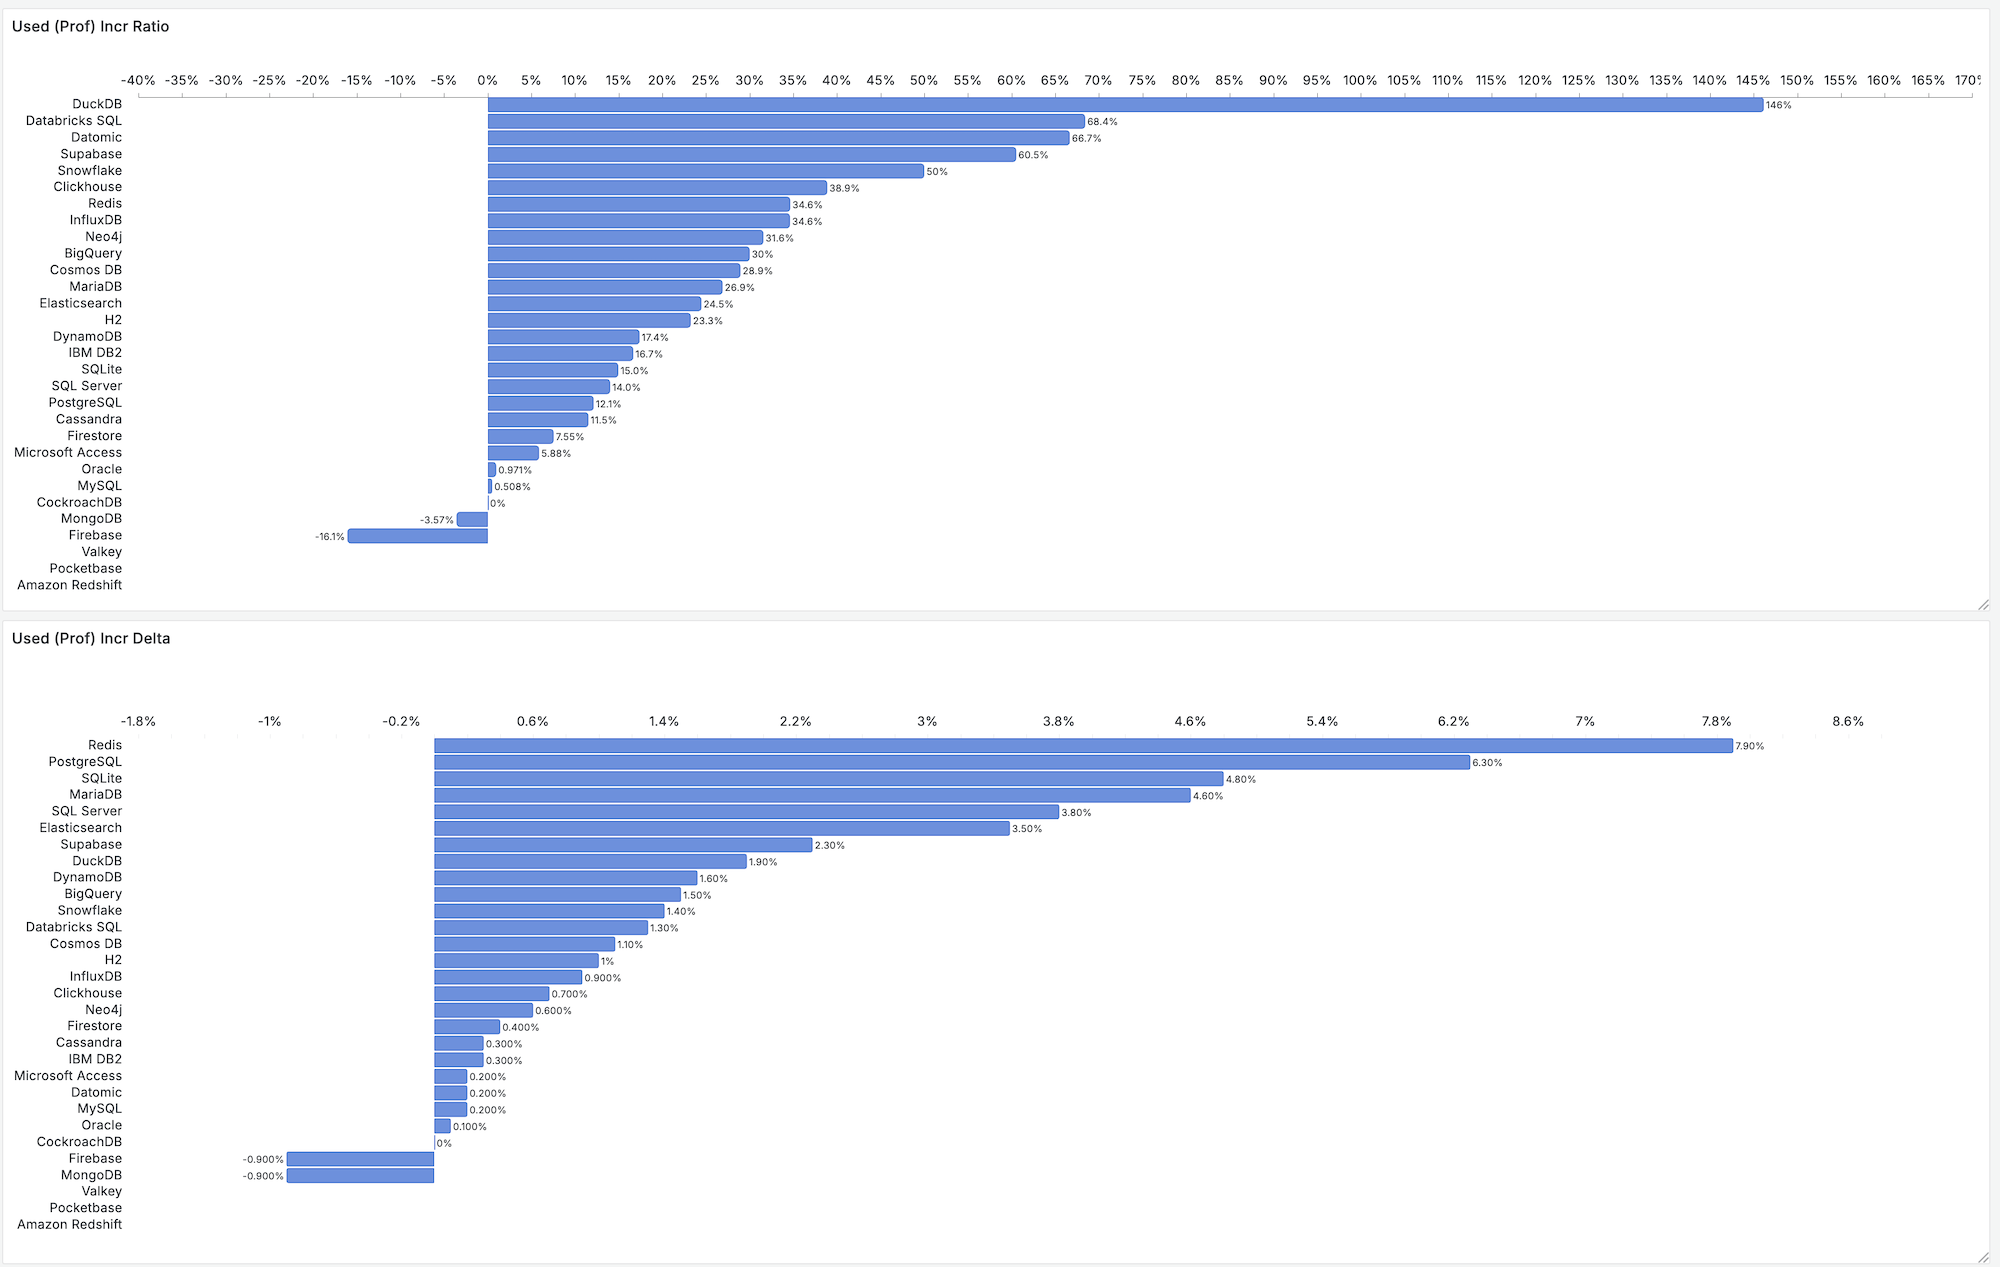 Used (Prof) Incr Ratio
-40% -35% -30% -25% -20% -15% -10% -5% 0% 5% 10% 15% 20% 25% 30% 35% 40% 45% 50% 55% 60% 65% 70% 75% 80% 85% 90% 95% 100% 105% 110% 115% 120% 125% 130% 135% 140% 145% 150% 155% 160% 165% 170%
DuckDB 146%
Databricks SQL 68.4%
Datomic 66.7%
Supabase 60.5%
Snowflake 50%
Clickhouse 38.9%
Redis 34.6%
InfluxDB 34.6%
Neo4j 31.6%
BigQuery 30%
Cosmos DB 28.9%
MariaDB 26.9%
Elasticsearch 24.5%
H2 23.3%
DynamoDB 17.4%
IBM DB2 16.7%
SQLite 15.0%
SQL Server 14.0%
PostgreSQL 12.1%
Cassandra 11.5%
Firestore 7.55%
Microsoft Access 5.88%
Oracle 0.971%
MySQL 0.508%
CockroachDB 0%
MongoDB -3.57%
Firebase -16.1%
Valkey
Pocketbase
Amazon Redshift
Used (Prof) Incr Delta
-1.8% -1% -0.2% 0.6% 1.4% 2.2% 3% 3.8% 4.6% 5.4% 6.2% 7% 7.8% 8.6%
Redis 7.90%
PostgreSQL 6.30%
SQLite 4.80%
MariaDB 4.60%
SQL Server 3.80%
Elasticsearch 3.50%
Supabase 2.30%
DuckDB 1.90%
DynamoDB 1.60%
BigQuery 1.50%
Snowflake 1.40%
Databricks SQL 1.30%
Cosmos DB 1.10%
H2 1%
InfluxDB 0.900%
Clickhouse 0.700%
Neo4j 0.600%
Firestore 0.400%
Cassandra 0.300%
IBM DB2 0.300%
Microsoft Access 0.200%
Datomic 0.200%
MySQL 0.200%
Oracle 0.100%
CockroachDB 0%
Firebase -0.900%
MongoDB -0.900%
Valkey
Pocketbase
Amazon Redshift